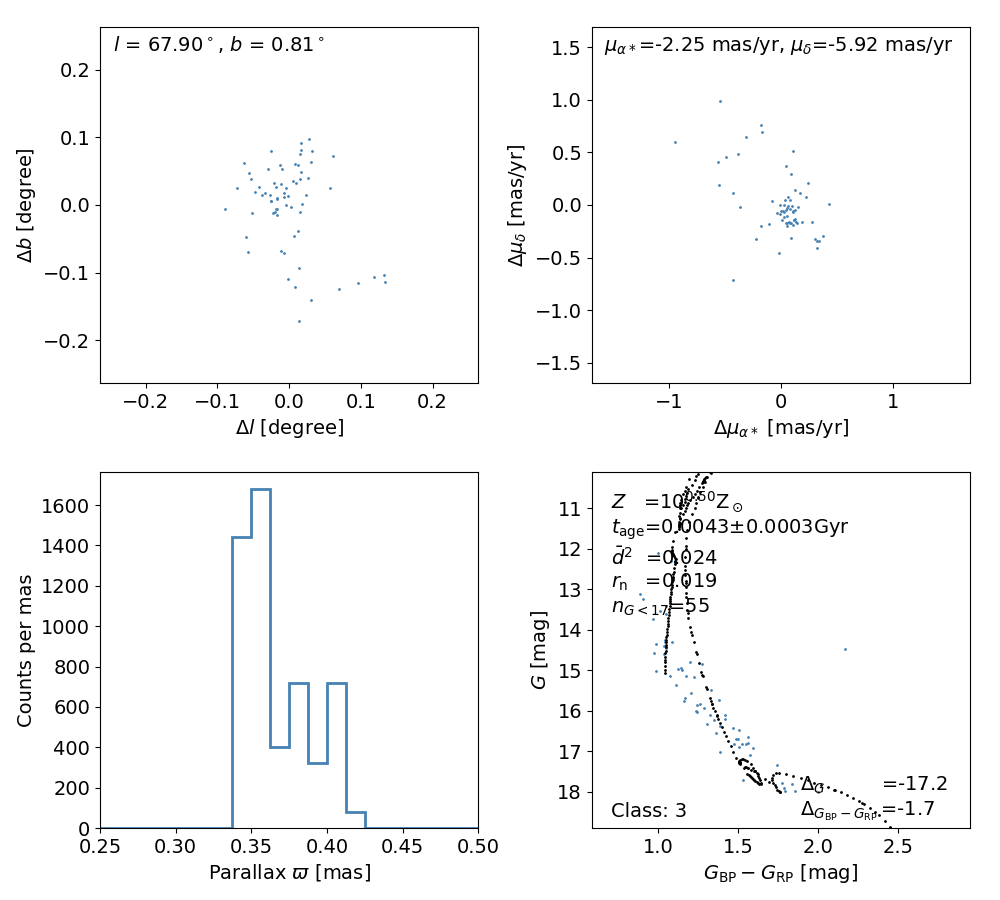 l = 67.90°, b = 0.81°
0.2
0.1
0.0
−0.1
−0.2
Δb [degree]
−0.2 −0.1 0.0 0.1 0.2
Δl [degree]
μα∗=-2.25 mas/yr, μδ=-5.92 mas/yr
1.5
1.0
0.5
0.0
−0.5
−1.0
−1.5
Δμδ [mas/yr]
−1 0 1
Δμα∗ [mas/yr]
1600
1400
1200
1000
800
600
400
200
0
Counts per mas
0.25 0.30 0.35 0.40 0.45 0.50
Parallax ϖ [mas]
Z =10^0.50 Z⊙
tage=0.0043±0.0003Gyr
d̄² =0.024
rn =0.019
nG<17=55
11
12
13
14
15
16
17
18
G [mag]
ΔG =-17.2
ΔGBP−GRP=-1.7
Class: 3
1.0 1.5 2.0 2.5
GBP − GRP [mag]